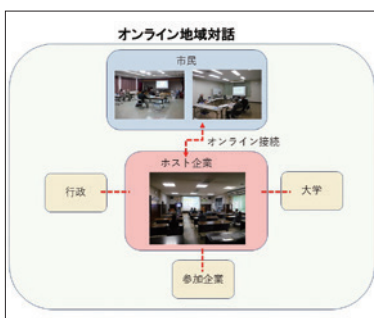 オンライン地域対話
市民
オンライン接続
ホスト企業
行政
大学
参加企業